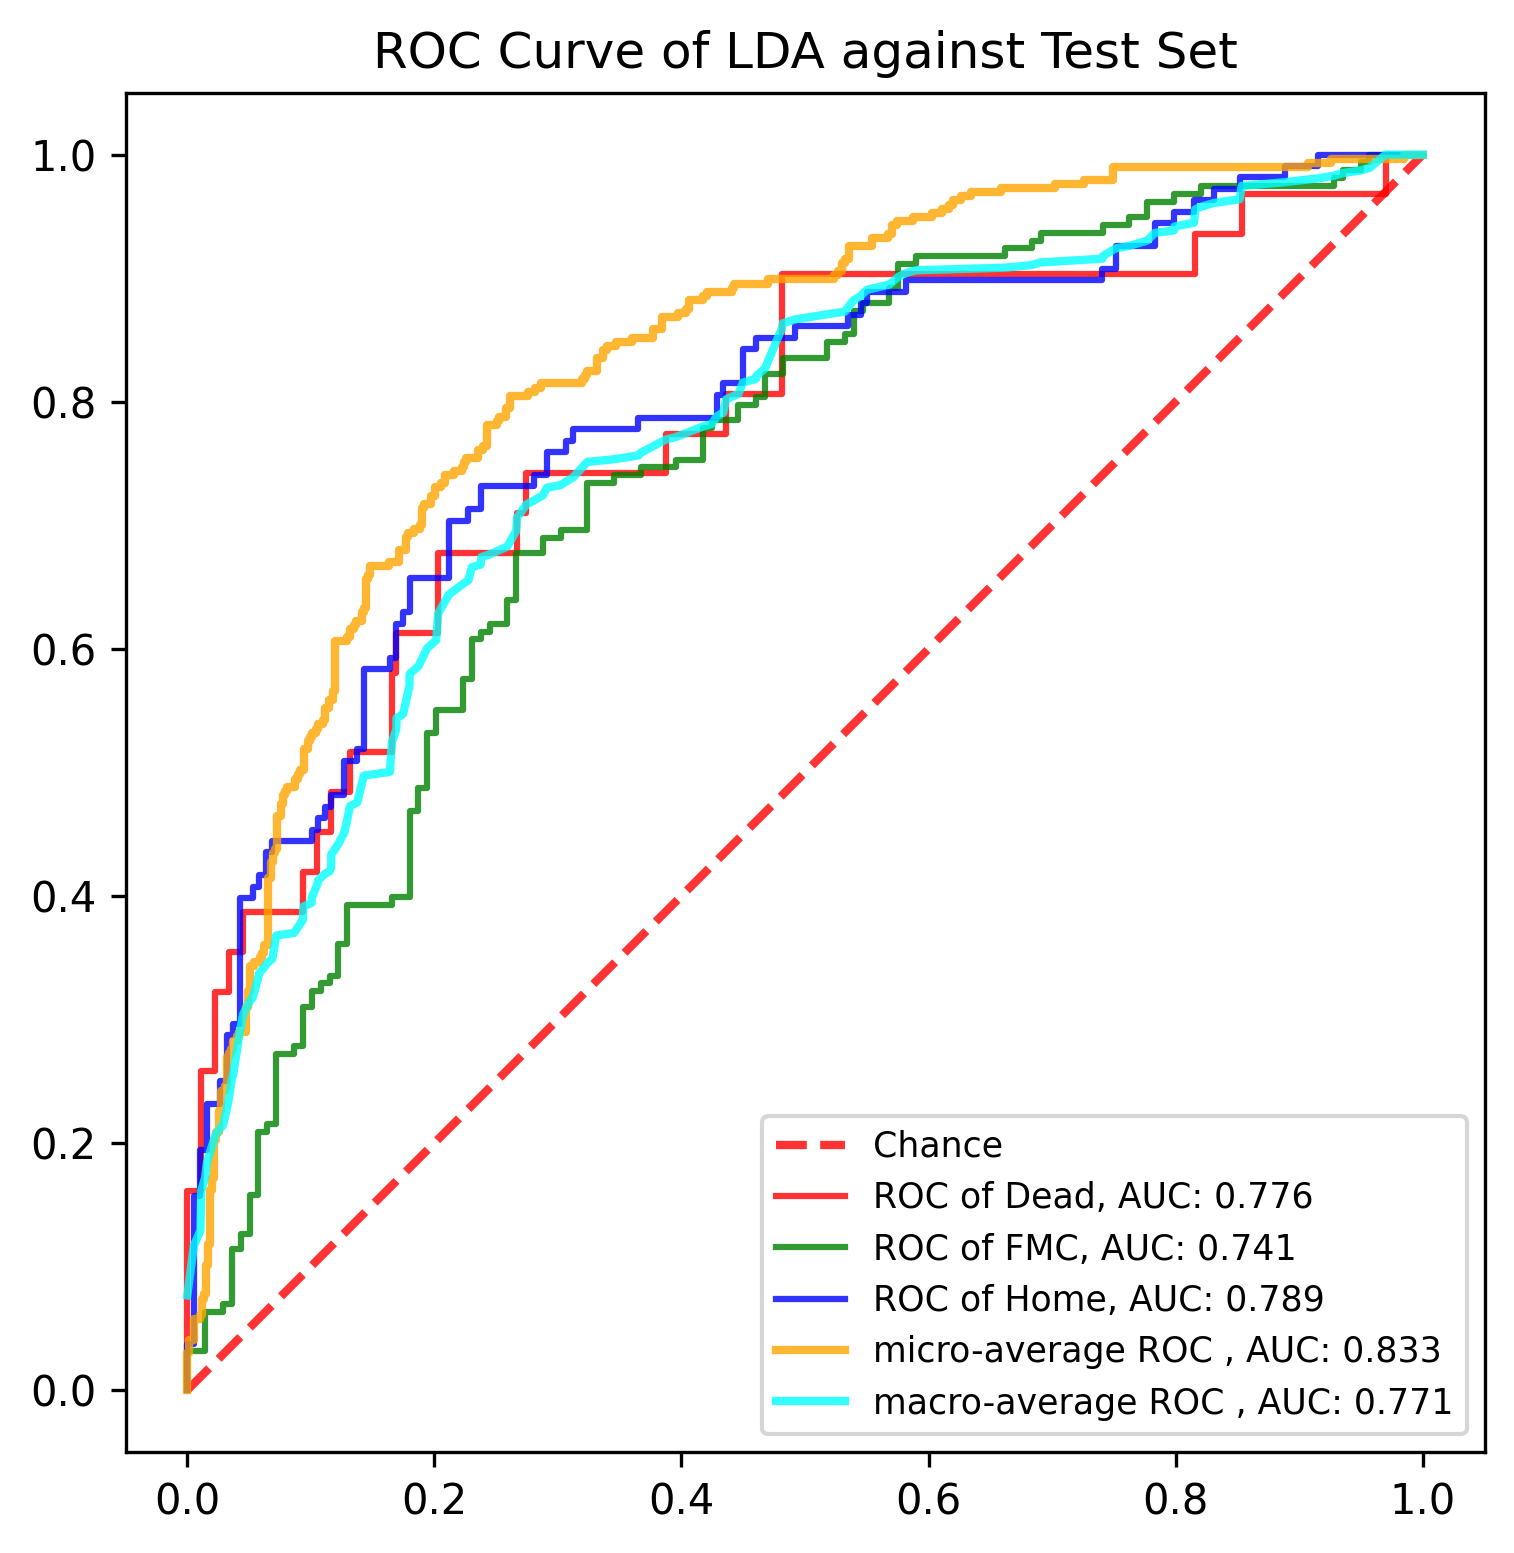 ROC Curve of LDA against Test Set
1.0
0.8
0.6
0.4
0.2
0.0
Chance
ROC of Dead, AUC: 0.776
ROC of FMC, AUC: 0.741
ROC of Home, AUC: 0.789
micro-average ROC , AUC: 0.833
macro-average ROC , AUC: 0.771
0.0 0.2 0.4 0.6 0.8 1.0